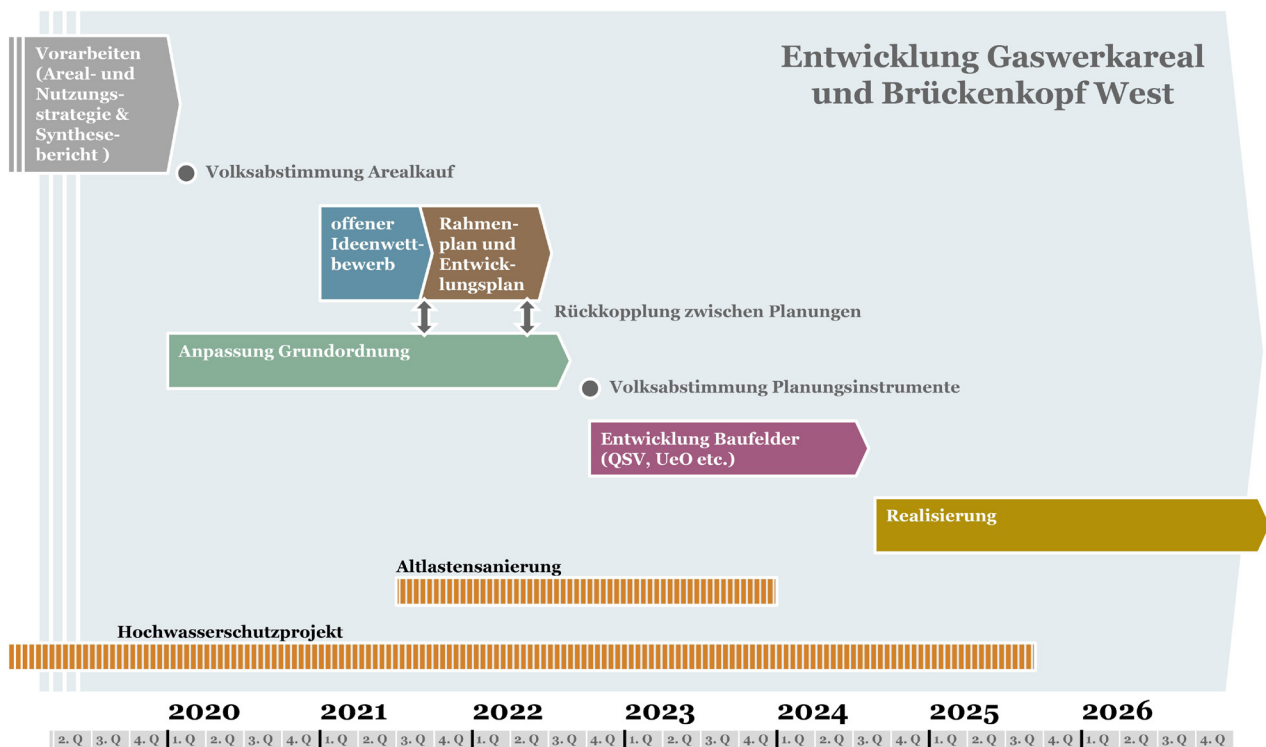 Entwicklung Gaswerkareal
und Brückenkopf West
Vorarbeiten
(Areal- und
Nutzungs-
strategie &
Synthese-
bericht )
Volksabstimmung Arealkauf
offener
Ideenwett-
bewerb
Rahmen-
plan und
Entwick-
lungsplan
Rückkopplung zwischen Planungen
Anpassung Grundordnung
Volksabstimmung Planungsinstrumente
Entwicklung Baufelder
(QSV, UeO etc.)
Realisierung
Altlastensanierung
Hochwasserschutzprojekt
2020 2021 2022 2023 2024 2025 2026
2. Q 3. Q 4. Q 1. Q 2. Q 3. Q 4. Q 1. Q 2. Q 3. Q 4. Q 1. Q 2. Q 3. Q 4. Q 1. Q 2. Q 3. Q 4. Q 1. Q 2. Q 3. Q 4. Q 1. Q 2. Q 3. Q 4. Q 1. Q 2. Q 3. Q 4. Q